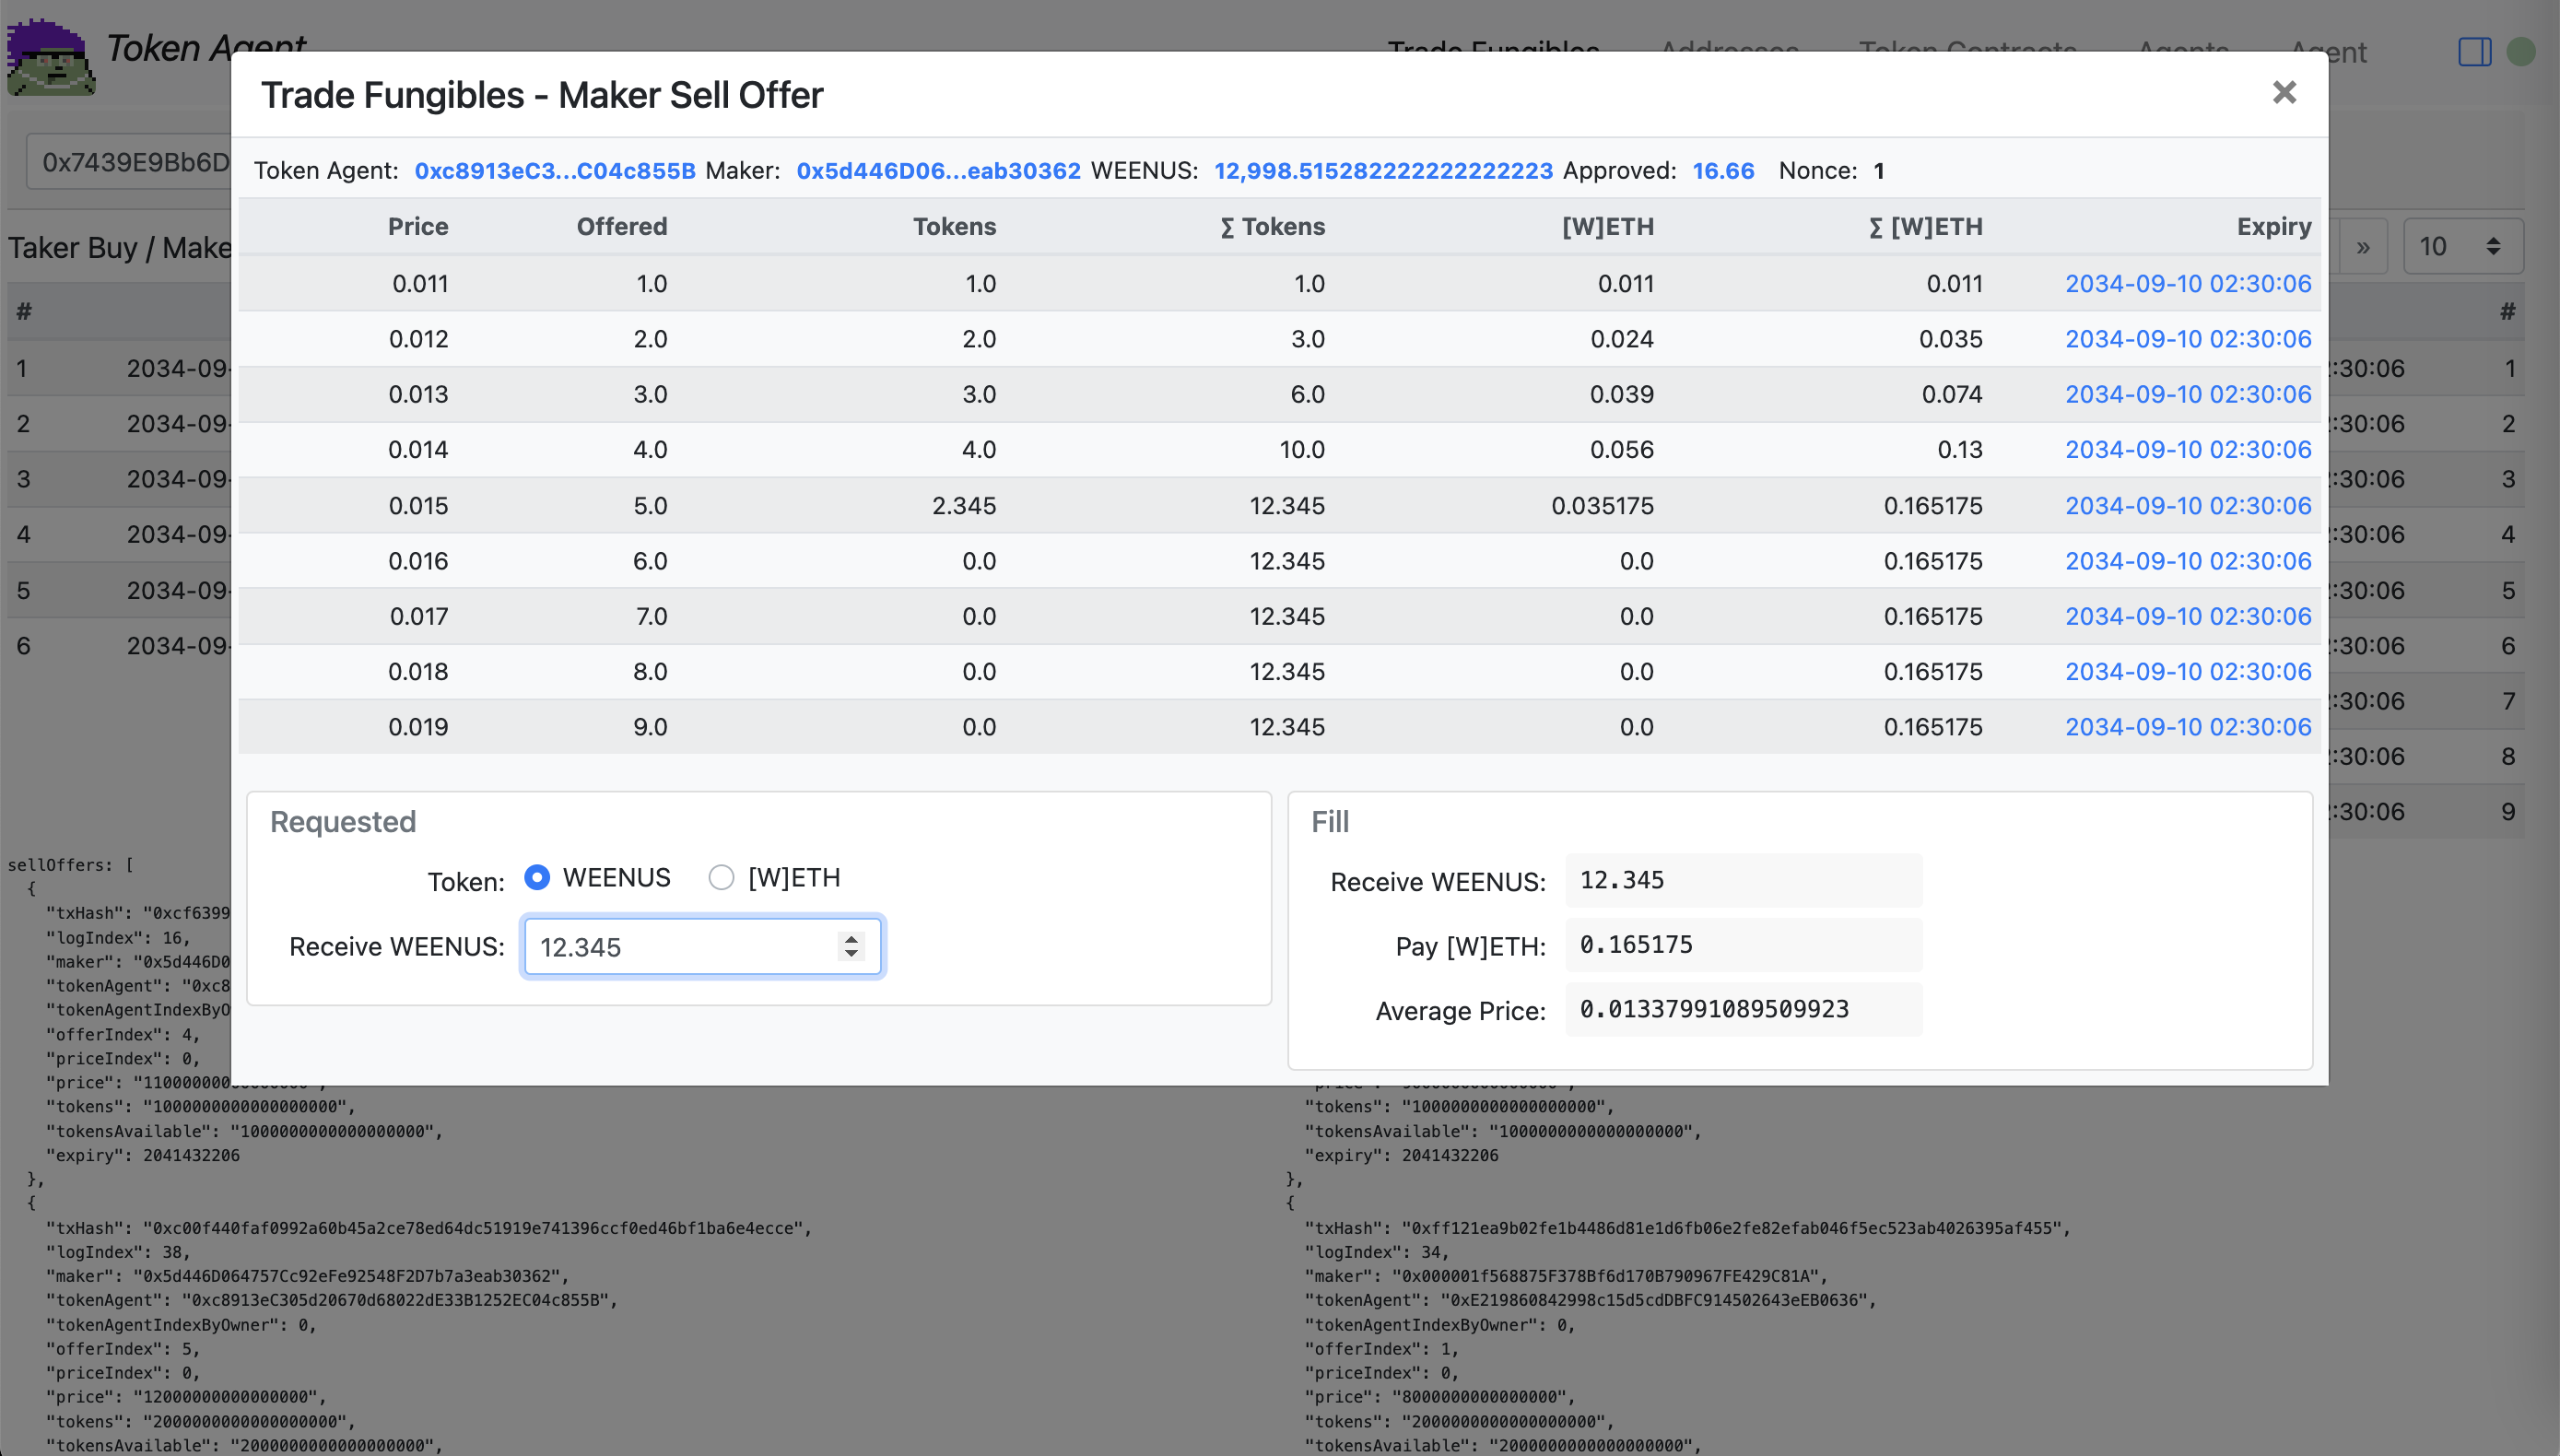 Token Agent
Trade Fungibles Addresses Token Contracts Agents Agent
Trade Fungibles - Maker Sell Offer
0x7439E9Bb6D
Token Agent: 0xc8913eC3...C04c855B Maker: 0x5d446D06...eab30362 WEENUS: 12,998.515282222222222223 Approved: 16.66 Nonce: 1
Taker Buy / Make
» 10
Price Offered Tokens ∑ Tokens [W]ETH ∑ [W]ETH Expiry
# #
0.011 1.0 1.0 1.0 0.011 0.011 2034-09-10 02:30:06
0.012 2.0 2.0 3.0 0.024 0.035 2034-09-10 02:30:06
0.013 3.0 3.0 6.0 0.039 0.074 2034-09-10 02:30:06
0.014 4.0 4.0 10.0 0.056 0.13 2034-09-10 02:30:06
0.015 5.0 2.345 12.345 0.035175 0.165175 2034-09-10 02:30:06
0.016 6.0 0.0 12.345 0.0 0.165175 2034-09-10 02:30:06
0.017 7.0 0.0 12.345 0.0 0.165175 2034-09-10 02:30:06
0.018 8.0 0.0 12.345 0.0 0.165175 2034-09-10 02:30:06
0.019 9.0 0.0 12.345 0.0 0.165175 2034-09-10 02:30:06
1 2034-09- :30:06 1
2 2034-09- :30:06 2
3 2034-09- :30:06 3
4 2034-09- :30:06 4
5 2034-09- :30:06 5
6 2034-09- :30:06 6
:30:06 7
:30:06 8
:30:06 9
Requested
Token: WEENUS [W]ETH
Receive WEENUS: 12.345
Fill
Receive WEENUS: 12.345
Pay [W]ETH: 0.165175
Average Price: 0.01337991089509923
sellOffers: [
{
"txHash": "0xcf6399
"logIndex": 16,
"maker": "0x5d446D0
"tokenAgent": "0xc8
"tokenAgentIndexByO
"offerIndex": 4,
"priceIndex": 0,
"price": "11000000000000000",
"tokens": "1000000000000000000",
"tokensAvailable": "1000000000000000000",
"expiry": 2041432206
},
{
"txHash": "0xc00f440faf0992a60b45a2ce78ed64dc51919e741396ccf0ed46bf1ba6e4ecce",
"logIndex": 38,
"maker": "0x5d446D064757Cc92eFe92548F2D7b7a3eab30362",
"tokenAgent": "0xc8913eC305d20670d68022dE33B1252EC04c855B",
"tokenAgentIndexByOwner": 0,
"offerIndex": 5,
"priceIndex": 0,
"price": "12000000000000000",
"tokens": "2000000000000000000",
"tokensAvailable": "2000000000000000000",
"price": "9000000000000000",
"tokens": "1000000000000000000",
"tokensAvailable": "1000000000000000000",
"expiry": 2041432206
},
{
"txHash": "0xff121ea9b02fe1b4486d81e1d6fb06e2fe82efab046f5ec523ab4026395af455",
"logIndex": 34,
"maker": "0x000001f568875F378Bf6d170B790967FE429C81A",
"tokenAgent": "0xE219860842998c15d5cdDBFC914502643eEB0636",
"tokenAgentIndexByOwner": 0,
"offerIndex": 1,
"priceIndex": 0,
"price": "8000000000000000",
"tokens": "2000000000000000000",
"tokensAvailable": "2000000000000000000",